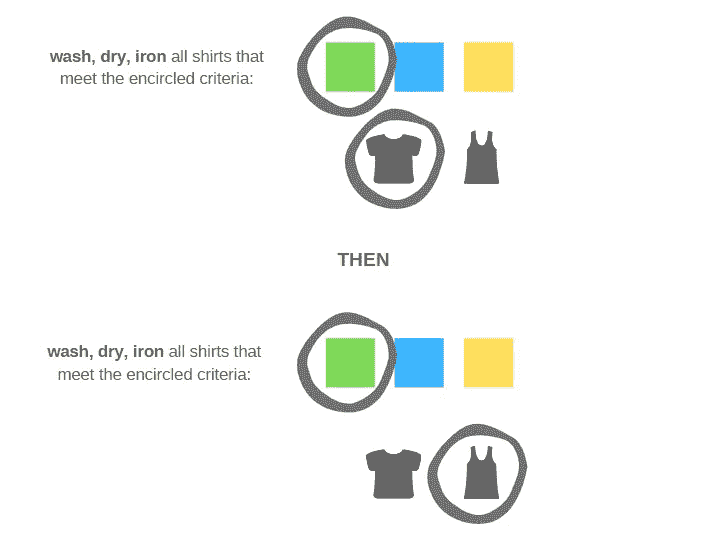 wash, dry, iron all shirts that
meet the encircled criteria:
THEN
wash, dry, iron all shirts that
meet the encircled criteria: